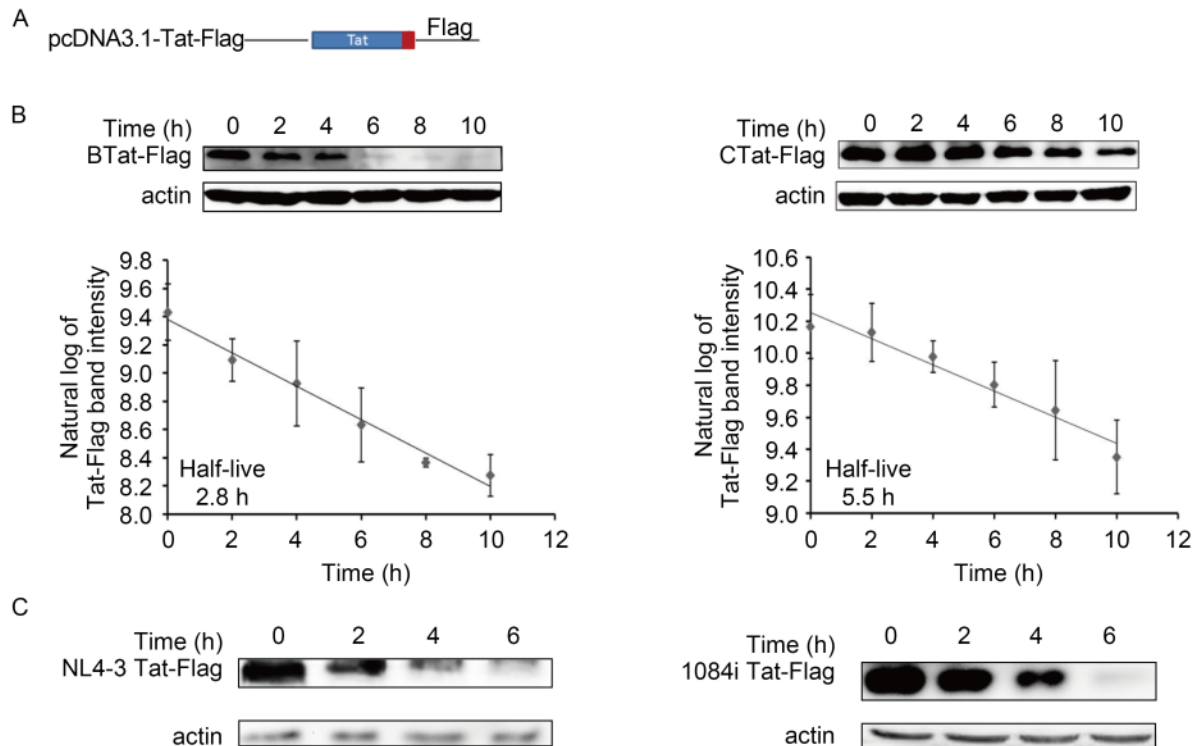 A
pcDNA3.1-Tat-Flag Tat Flag
B
Time (h) 0 2 4 6 8 10
BTat-Flag
actin
Natural log of
Tat-Flag band intensity
9.8
9.6
9.4
9.2
9.0
8.8
8.6
8.4
8.2
8.0
Half-live
2.8 h
0 2 4 6 8 10 12
Time (h)
Time (h) 0 2 4 6 8 10
CTat-Flag
actin
Natural log of
Tat-Flag band intensity
10.6
10.4
10.2
10.0
9.8
9.6
9.4
9.2
9.0
Half-live
5.5 h
0 2 4 6 8 10 12
Time (h)
C
Time (h) 0 2 4 6
NL4-3 Tat-Flag
actin
Time (h) 0 2 4 6
1084i Tat-Flag
actin